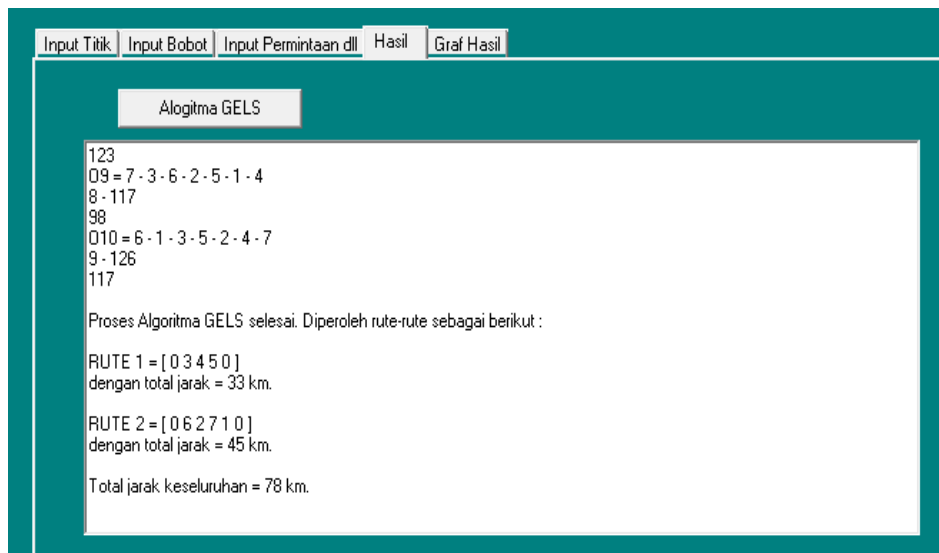 Input Titik Input Bobot Input Permintaan dll Hasil Graf Hasil
Alogitma GELS
123
O9 = 7 - 3 - 6 - 2 - 5 - 1 - 4
8 - 117
98
O10 = 6 - 1 - 3 - 5 - 2 - 4 - 7
9 - 126
117
Proses Algoritma GELS selesai. Diperoleh rute-rute sebagai berikut :
RUTE 1 = [ 0 3 4 5 0 ]
dengan total jarak = 33 km.
RUTE 2 = [ 0 6 2 7 1 0 ]
dengan total jarak = 45 km.
Total jarak keseluruhan = 78 km.